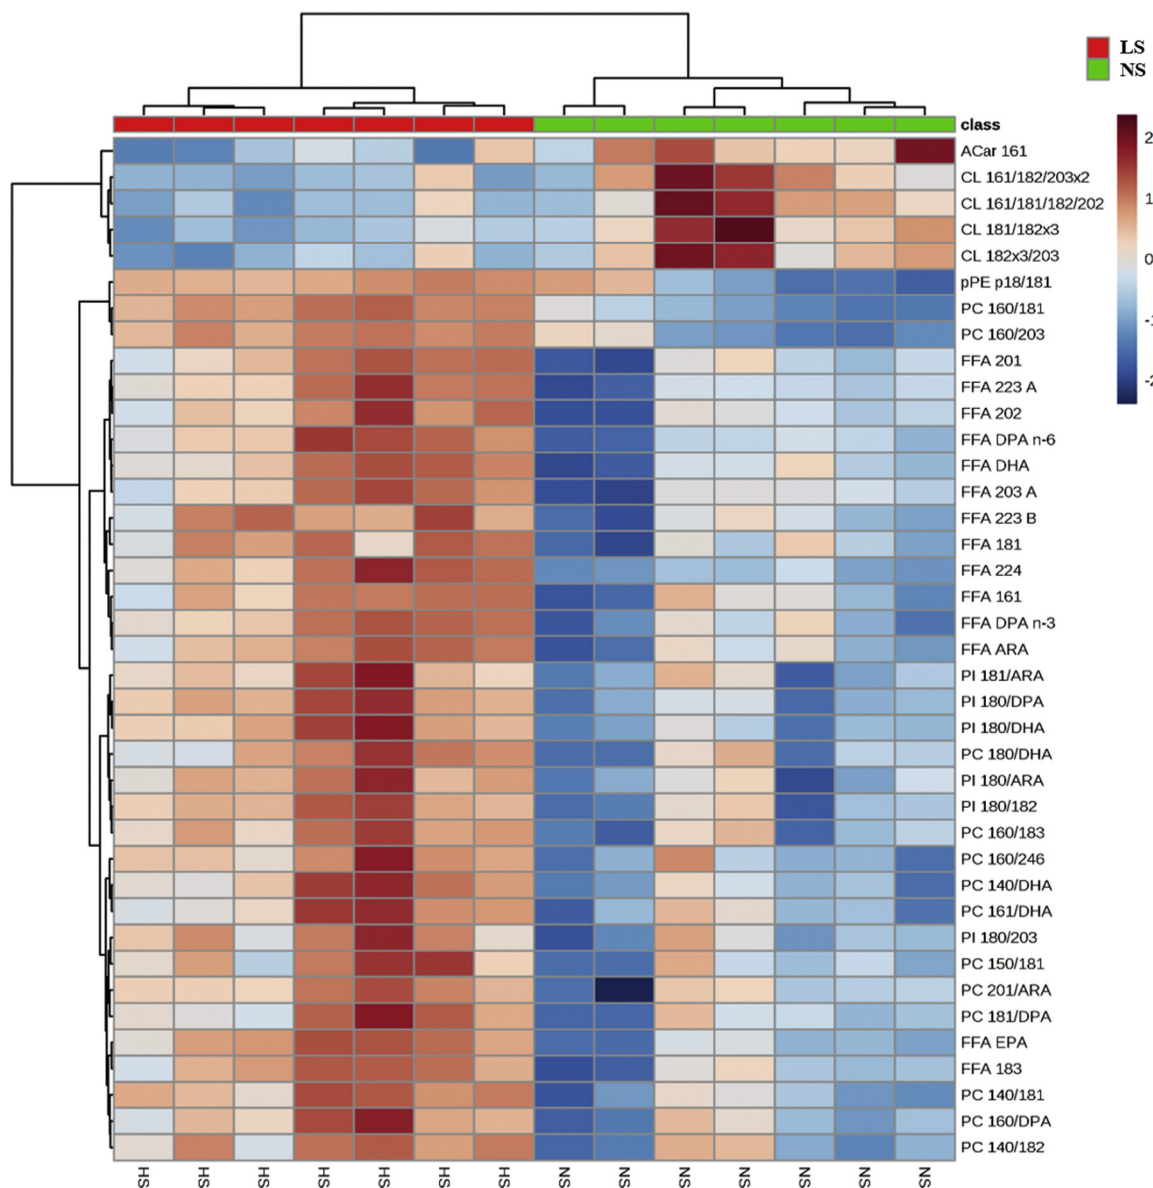 LS
NS
class
2
1
0
-1
-2
ACar 161
CL 161/182/203x2
CL 161/181/182/202
CL 181/182x3
CL 182x3/203
pPE p18/181
PC 160/181
PC 160/203
FFA 201
FFA 223 A
FFA 202
FFA DPA n-6
FFA DHA
FFA 203 A
FFA 223 B
FFA 181
FFA 224
FFA 161
FFA DPA n-3
FFA ARA
PI 181/ARA
PI 180/DPA
PI 180/DHA
PC 180/DHA
PI 180/ARA
PI 180/182
PC 160/183
PC 160/246
PC 140/DHA
PC 161/DHA
PI 180/203
PC 150/181
PC 201/ARA
PC 181/DPA
FFA EPA
FFA 183
PC 140/181
PC 160/DPA
PC 140/182
HS HS HS HS HS HS HS NS NS NS NS NS NS NS